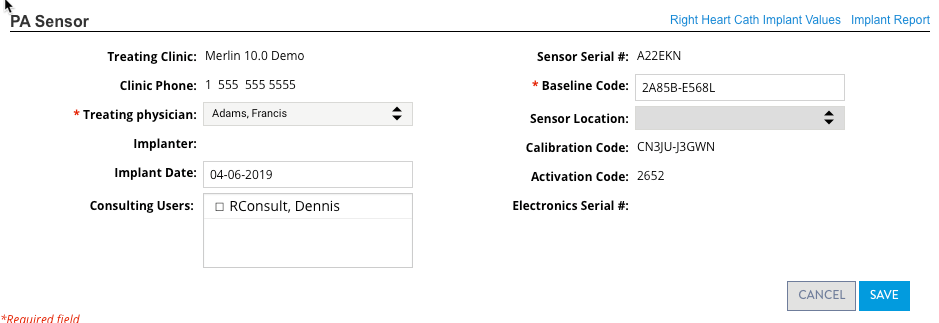 PA Sensor
Right Heart Cath Implant Values Implant Report
Treating Clinic: Merlin 10.0 Demo
Clinic Phone: 1 555 555 5555
* Treating physician: Adams, Francis
Implanter:
Implant Date: 04-06-2019
Consulting Users: RConsult, Dennis
Sensor Serial #: A22EKN
* Baseline Code: 2A85B-E568L
Sensor Location:
Calibration Code: CN3JU-J3GWN
Activation Code: 2652
Electronics Serial #:
CANCEL SAVE
*Required field